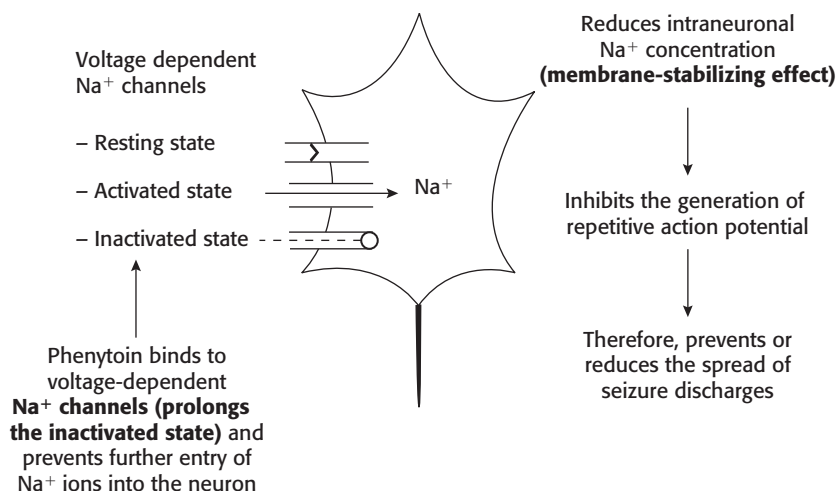 Voltage dependent
Na⁺ channels
– Resting state
– Activated state
– Inactivated state
Phenytoin binds to
voltage-dependent
Na⁺ channels (prolongs
the inactivated state) and
prevents further entry of
Na⁺ ions into the neuron
Na⁺
Reduces intraneuronal
Na⁺ concentration
(membrane-stabilizing effect)
Inhibits the generation of
repetitive action potential
Therefore, prevents or
reduces the spread of
seizure discharges